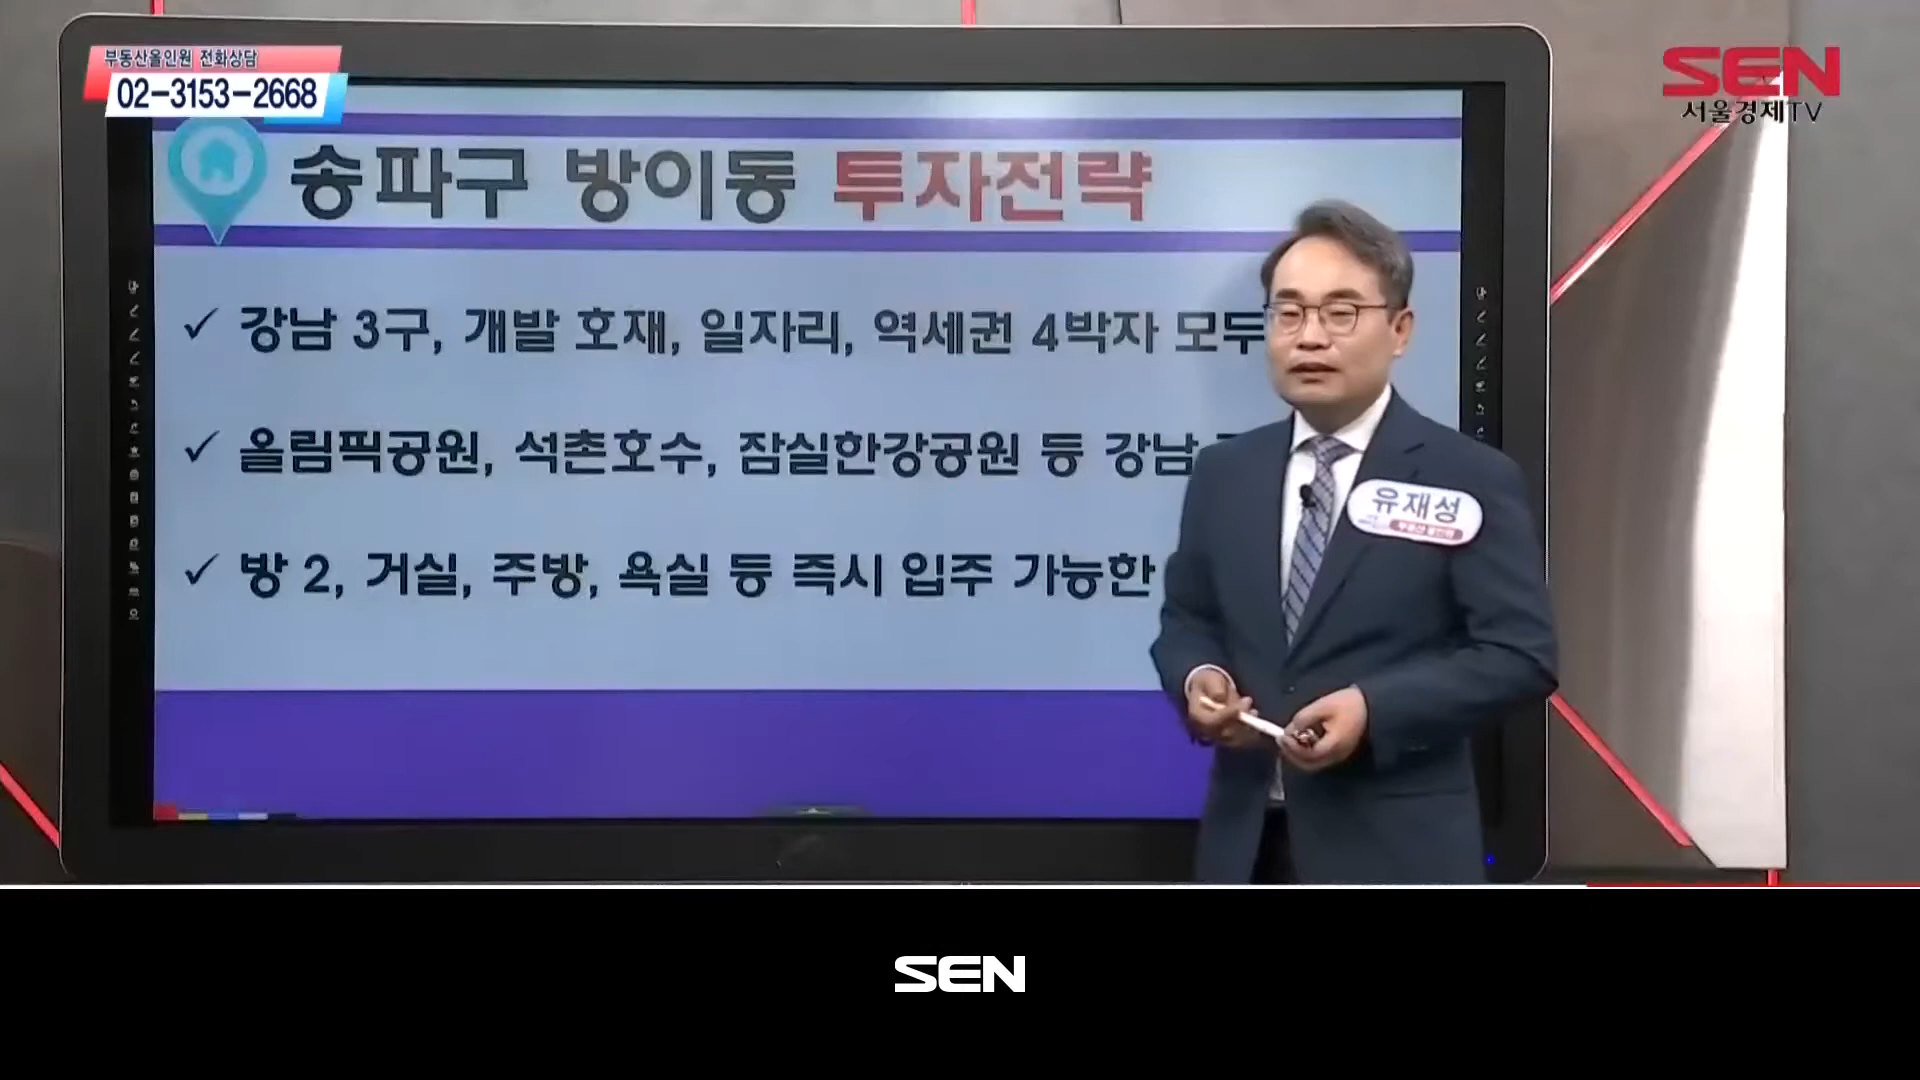 부동산올인원 전화상담
02-3153-2668
SEN
서울경제TV
송파구 방이동 투자전략
✓ 강남 3구, 개발 호재, 일자리, 역세권 4박자 모두
✓ 올림픽공원, 석촌호수, 잠실한강공원 등 강남
✓ 방 2, 거실, 주방, 욕실 등 즉시 입주 가능한
유재성
SEN